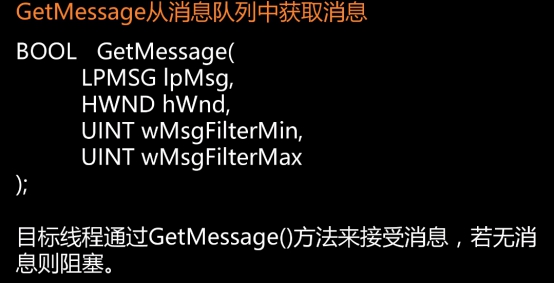 GetMessage从消息队列中获取消息
BOOL GetMessage(
LPMSG lpMsg,
HWND hWnd,
UINT wMsgFilterMin,
UINT wMsgFilterMax
);
目标线程通过GetMessage()方法来接受消息，若无消
息则阻塞。